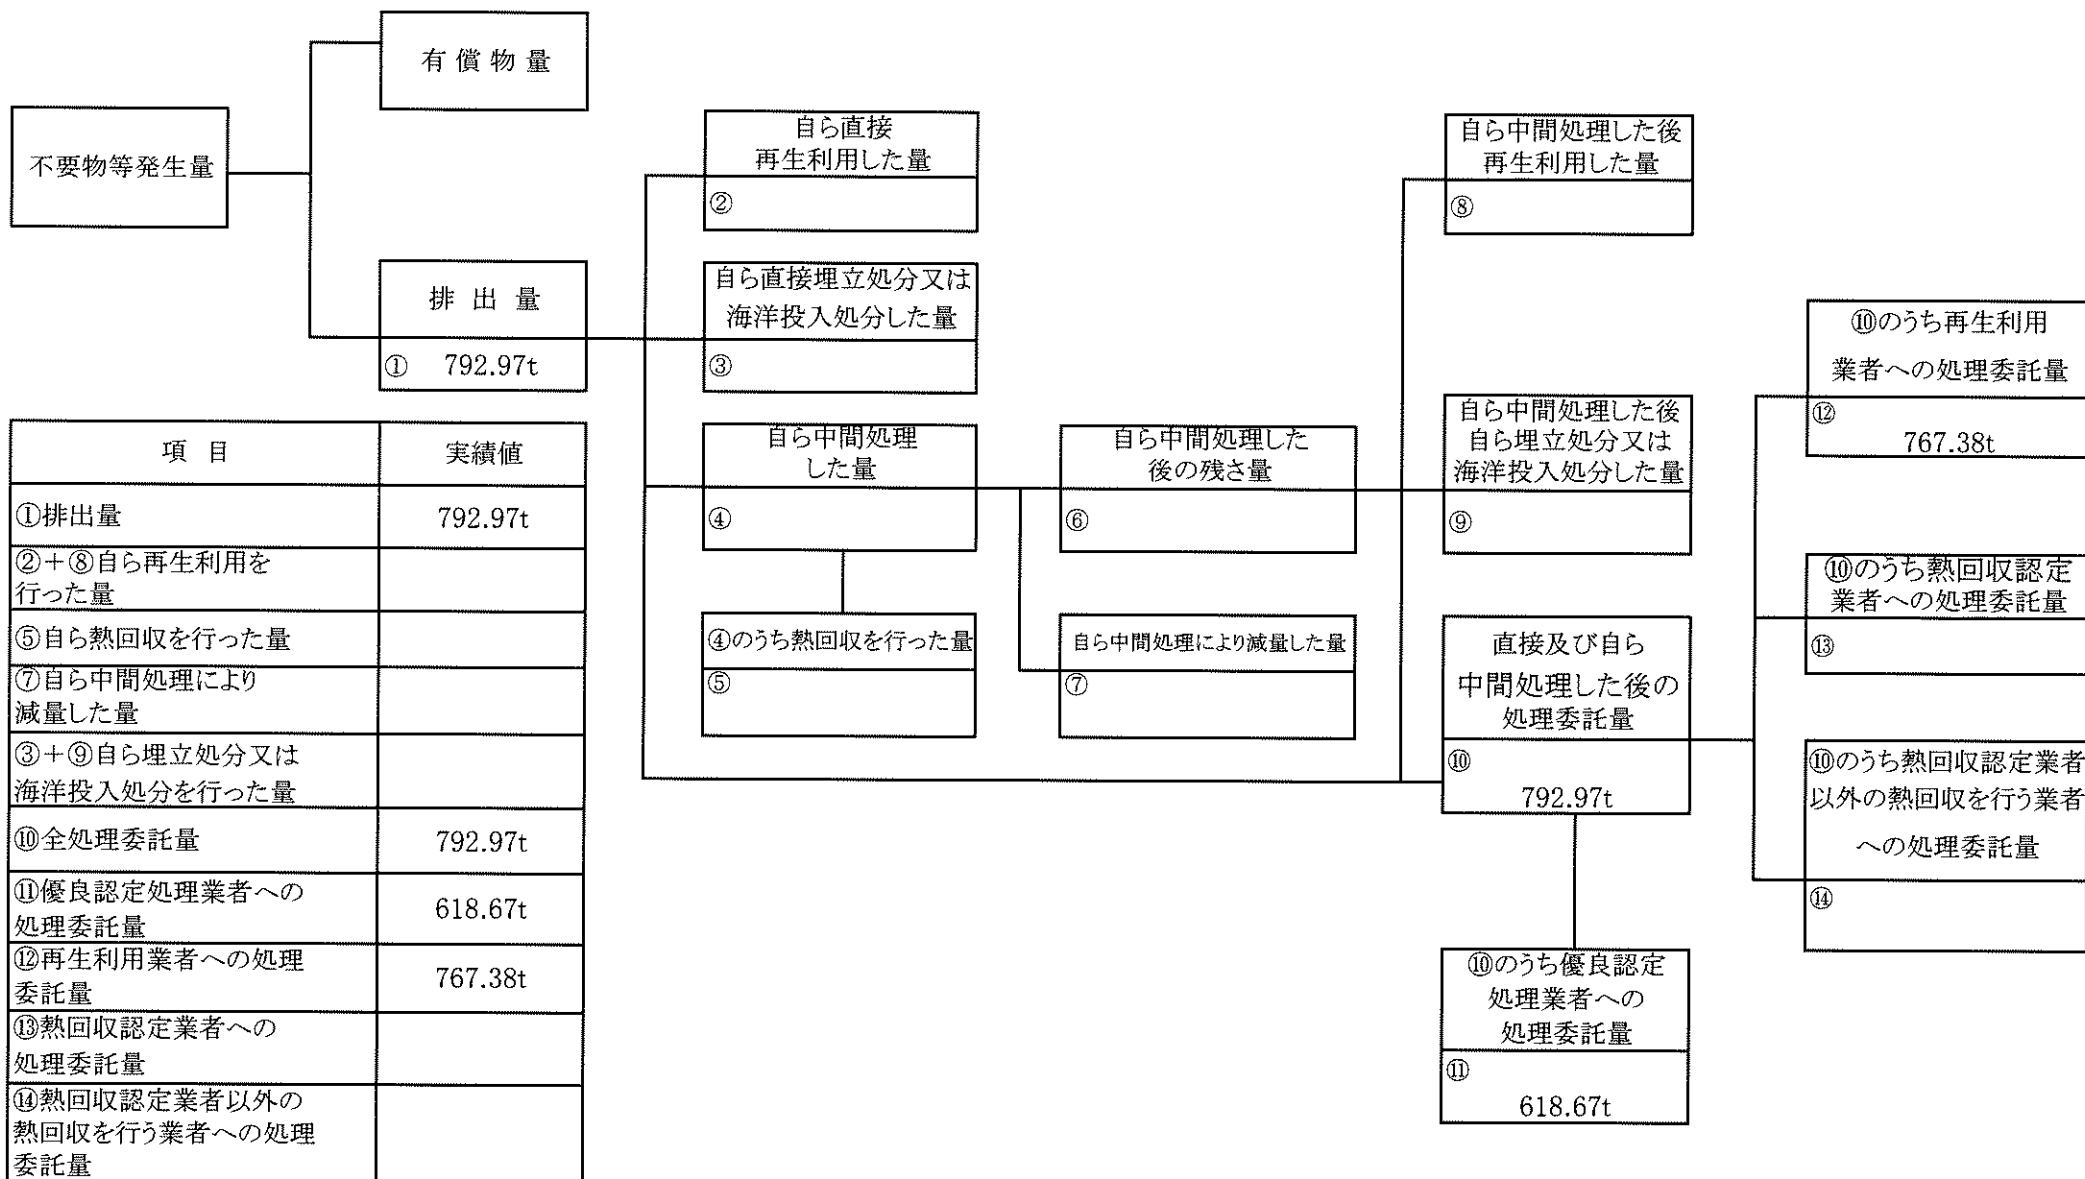 有 償 物 量
不要物等発生量
排 出 量
① 792.97t
自ら直接
再生利用した量
②
自ら直接埋立処分又は
海洋投入処分した量
③
自ら中間処理
した量
④
④のうち熱回収を行った量
⑤
自ら中間処理した
後の残さ量
⑥
自ら中間処理により減量した量
⑦
自ら中間処理した後
再生利用した量
⑧
自ら中間処理した後
自ら埋立処分又は
海洋投入処分した量
⑨
直接及び自ら
中間処理した後の
処理委託量
⑩
792.97t
⑩のうち優良認定
処理業者への
処理委託量
⑪
618.67t
⑩のうち再生利用
業者への処理委託量
⑫
767.38t
⑩のうち熱回収認定
業者への処理委託量
⑬
⑩のうち熱回収認定業者
以外の熱回収を行う業者
への処理委託量
⑭
項 目 実績値
①排出量 792.97t
②＋⑧自ら再生利用を
行った量
⑤自ら熱回収を行った量
⑦自ら中間処理により
減量した量
③＋⑨自ら埋立処分又は
海洋投入処分を行った量
⑩全処理委託量 792.97t
⑪優良認定処理業者への
処理委託量 618.67t
⑫再生利用業者への処理
委託量 767.38t
⑬熱回収認定業者への
処理委託量
⑭熱回収認定業者以外の
熱回収を行う業者への処理
委託量